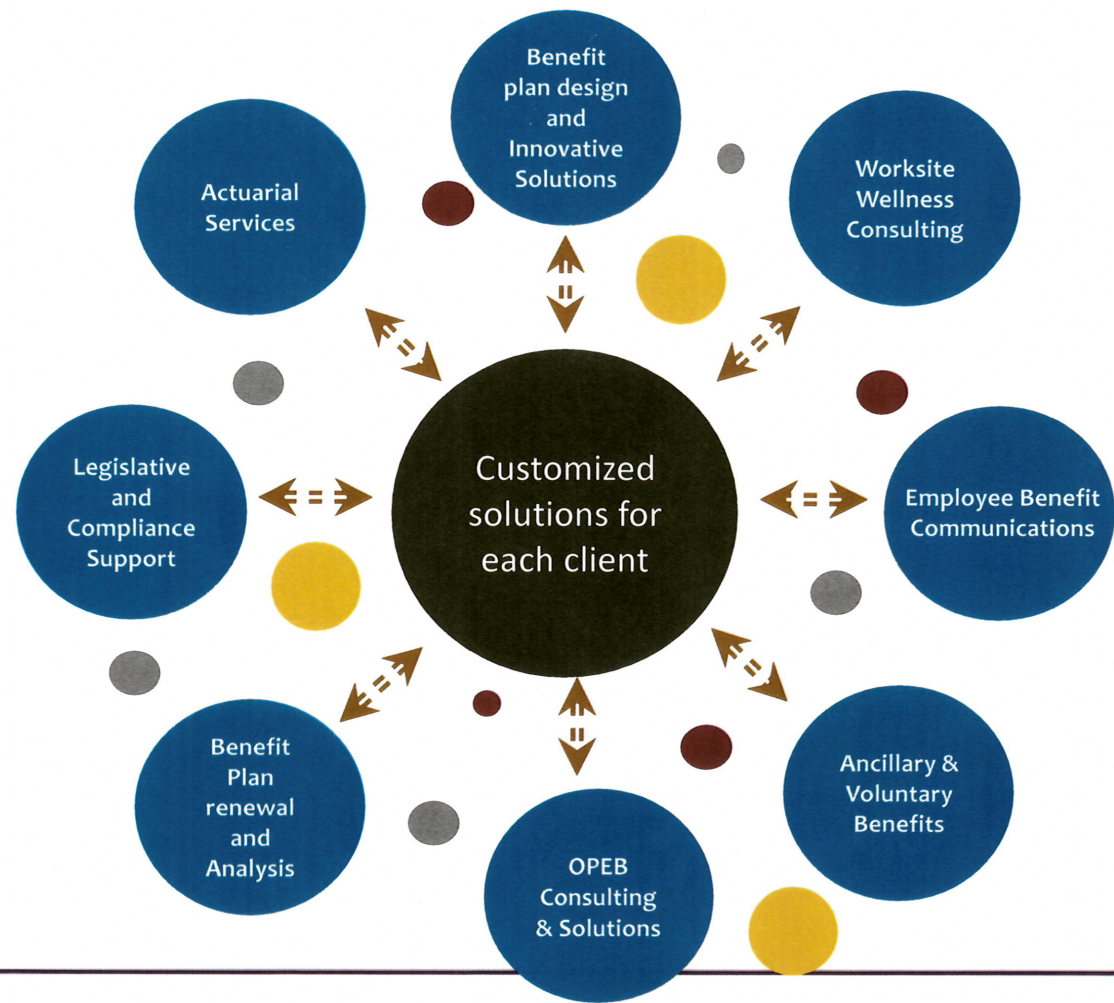 Benefit
plan design
and
Innovative
Solutions
Worksite
Wellness
Consulting
Employee Benefit
Communications
Ancillary &
Voluntary
Benefits
OPEB
Consulting
& Solutions
Benefit
Plan
renewal
and
Analysis
Legislative
and
Compliance
Support
Actuarial
Services
Customized
solutions for
each client